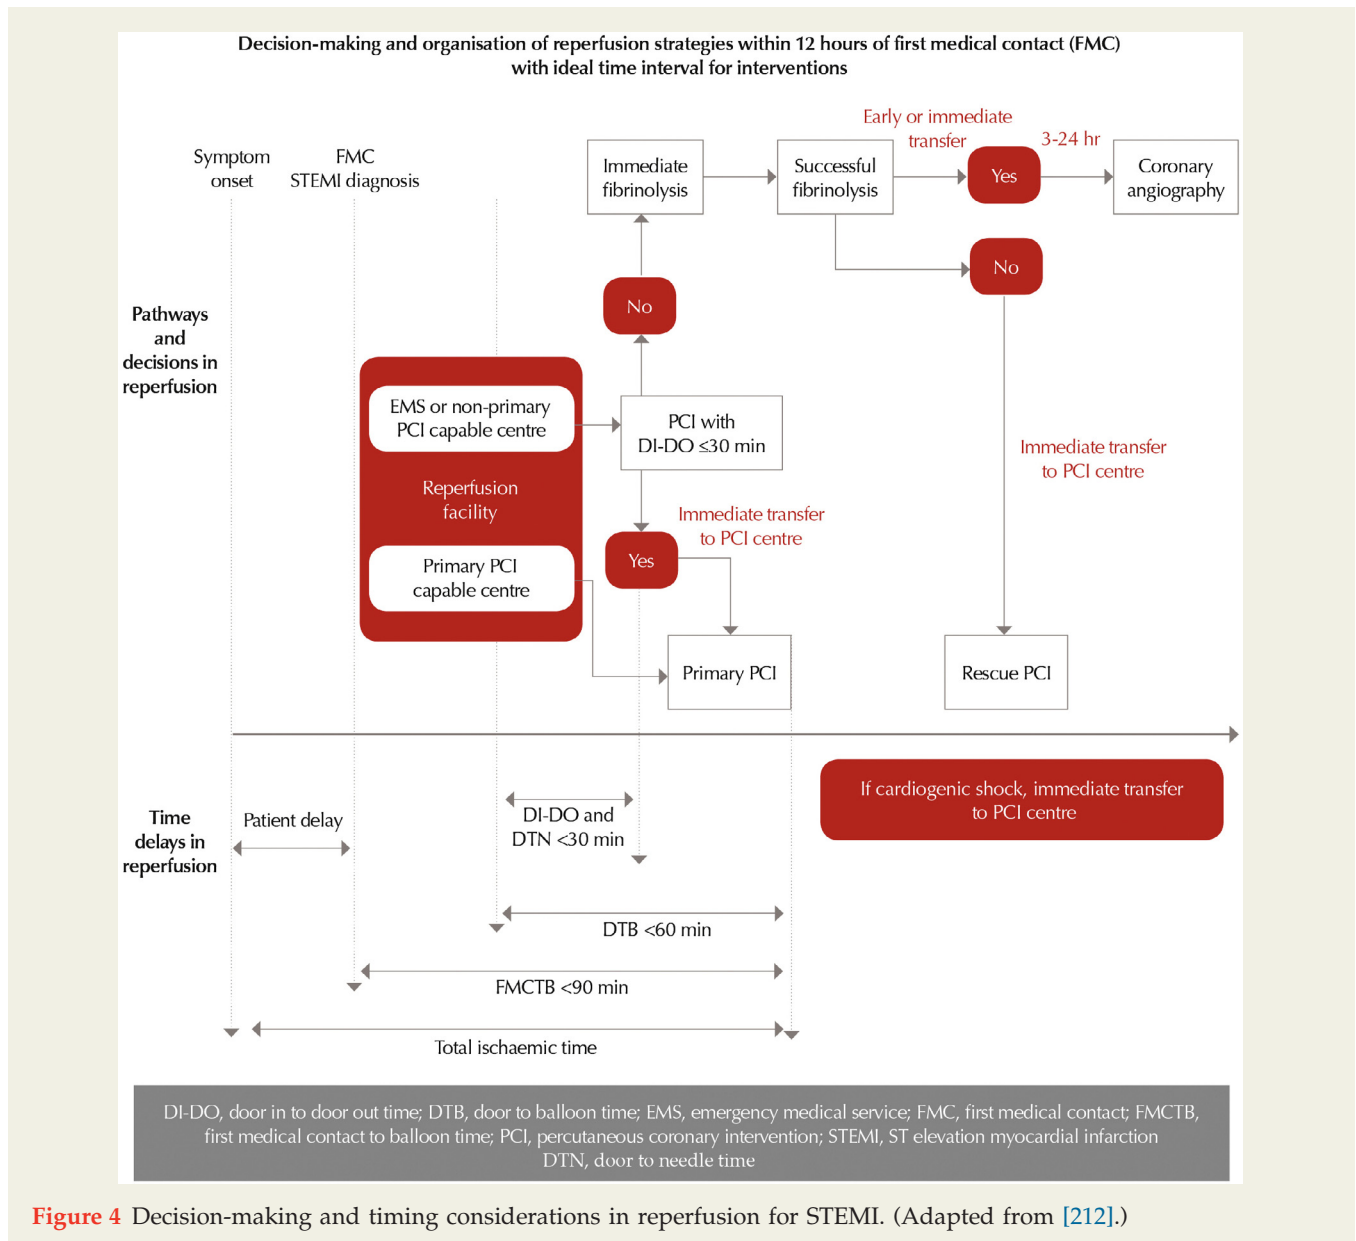 Decision-making and organisation of reperfusion strategies within 12 hours of first medical contact (FMC)
with ideal time interval for interventions
Symptom
onset
FMC
STEMI diagnosis
Immediate
fibrinolysis
Successful
fibrinolysis
Early or immediate
transfer
Yes
3-24 hr
Coronary
angiography
No
No
Pathways
and
decisions in
reperfusion
EMS or non-primary
PCI capable centre
PCI with
DI-DO ≤30 min
Reperfusion
facility
Immediate transfer
to PCI centre
Immediate transfer
to PCI centre
Yes
Primary PCI
capable centre
Primary PCI
Rescue PCI
If cardiogenic shock, immediate transfer
to PCI centre
Time
delays in
reperfusion
Patient delay
DI-DO and
DTN <30 min
DTB <60 min
FMCTB <90 min
Total ischaemic time
DI-DO, door in to door out time; DTB, door to balloon time; EMS, emergency medical service; FMC, first medical contact; FMCTB,
first medical contact to balloon time; PCI, percutaneous coronary intervention; STEMI, ST elevation myocardial infarction
DTN, door to needle time
Figure 4 Decision-making and timing considerations in reperfusion for STEMI. (Adapted from [212].)